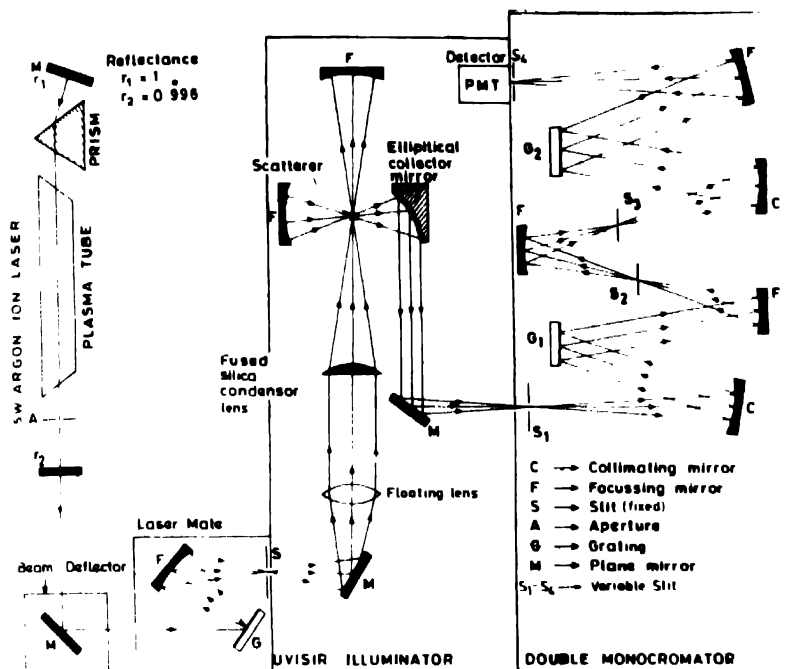 M
r1
Reflectance
r1 = 1
r2 = 0.996
PRISM
5W ARGON ION LASER
PLASMA TUBE
A
r2
Beam Deflector
M
Laser Mate
F
S
G
F
Scatterer
Elliptical
collector
mirror
F
Fused
silica
condensor
lens
M
Floating lens
M
UVISIR ILLUMINATOR
Detector
S4
PMT
F
G2
C
S3
F
S2
F
G1
C
S1
C → Collimating mirror
F → Focussing mirror
S → Slit (fixed)
A → Aperture
G → Grating
M → Plane mirror
S1-S4 → Variable Slit
DOUBLE MONOCROMATOR